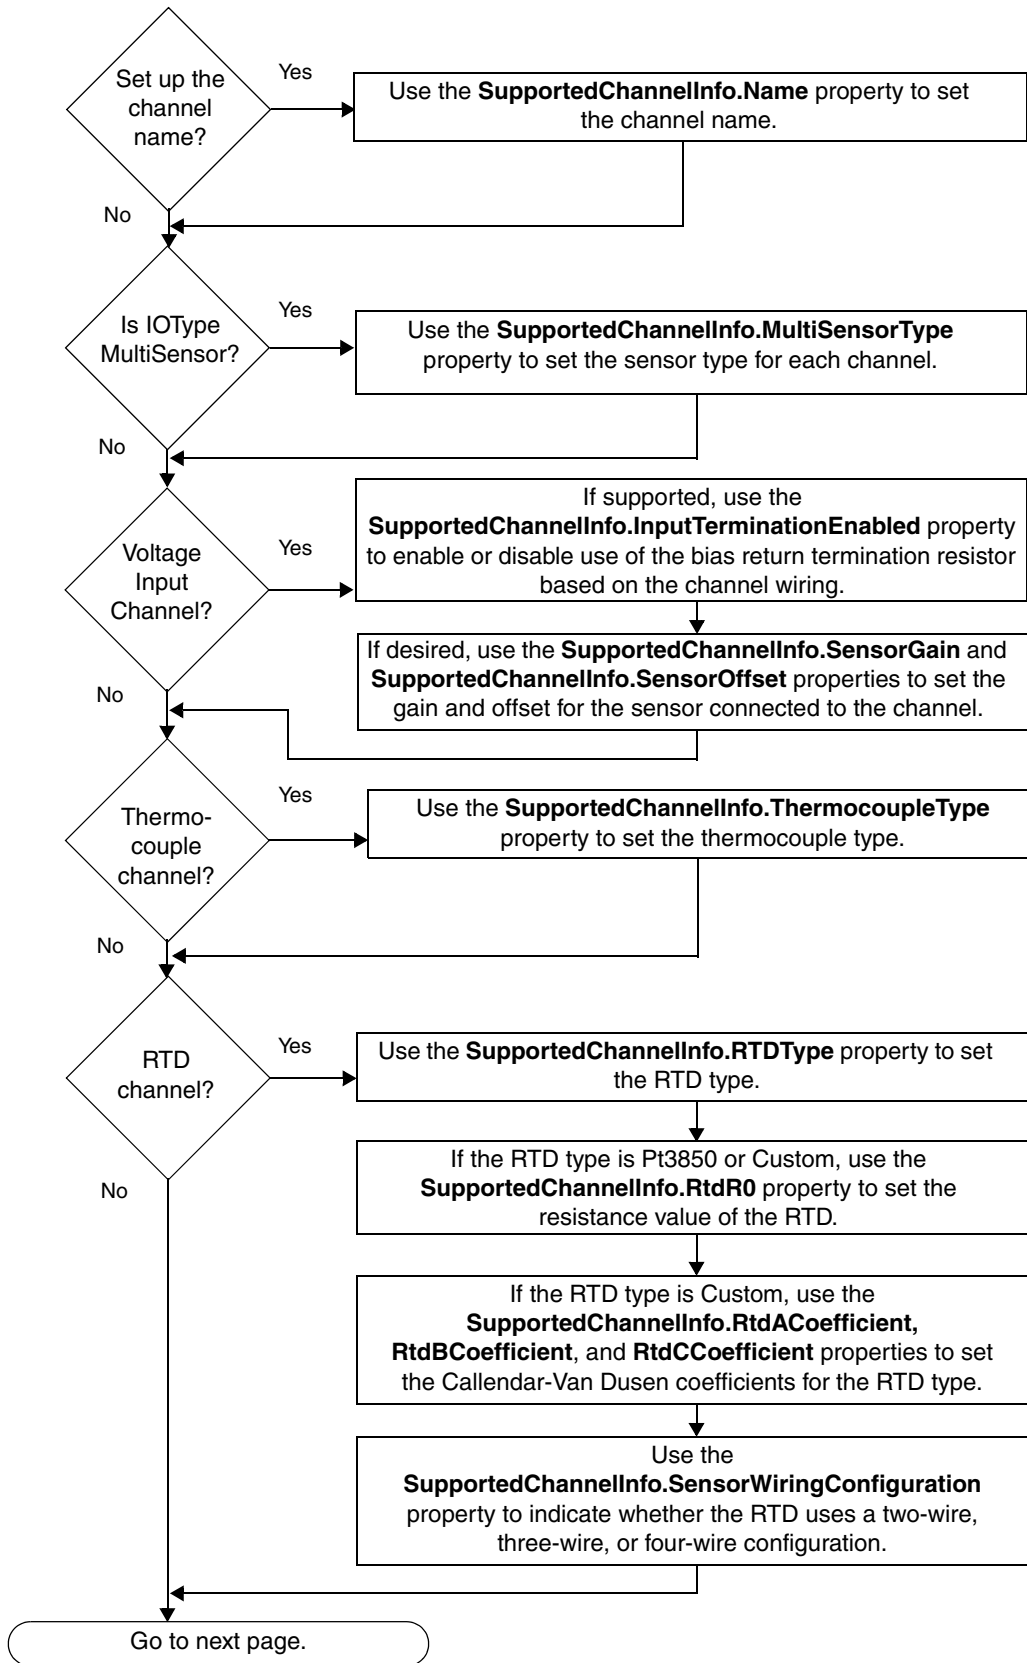 Set up the
channel
name?
Yes
Use the SupportedChannelInfo.Name property to set
the channel name.
No
Is IOType
MultiSensor?
Yes
Use the SupportedChannelInfo.MultiSensorType
property to set the sensor type for each channel.
No
Voltage
Input
Channel?
Yes
If supported, use the
SupportedChannelInfo.InputTerminationEnabled property
to enable or disable use of the bias return termination resistor
based on the channel wiring.
If desired, use the SupportedChannelInfo.SensorGain and
SupportedChannelInfo.SensorOffset properties to set the
gain and offset for the sensor connected to the channel.
No
Thermo-
couple
channel?
Yes
Use the SupportedChannelInfo.ThermocoupleType
property to set the thermocouple type.
No
RTD
channel?
Yes
Use the SupportedChannelInfo.RTDType property to set
the RTD type.
If the RTD type is Pt3850 or Custom, use the
SupportedChannelInfo.RtdR0 property to set the
resistance value of the RTD.
If the RTD type is Custom, use the
SupportedChannelInfo.RtdACoefficient,
RtdBCoefficient, and RtdCCoefficient properties to set
the Callendar-Van Dusen coefficients for the RTD type.
Use the
SupportedChannelInfo.SensorWiringConfiguration
property to indicate whether the RTD uses a two-wire,
three-wire, or four-wire configuration.
No
Go to next page.